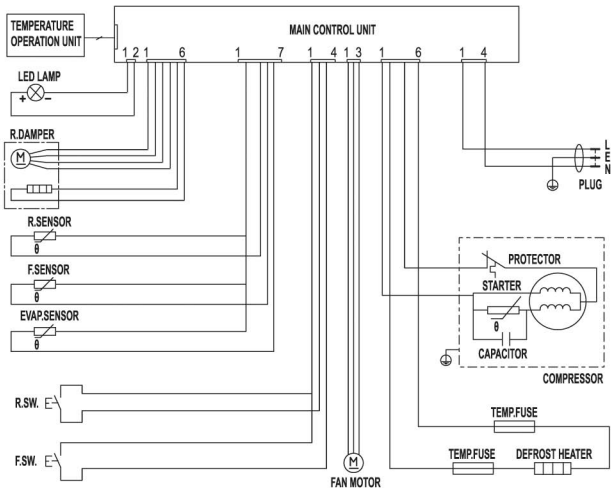 TEMPERATURE
OPERATION UNIT
MAIN CONTROL UNIT
1 2 1 6 1 7 1 4 1 3 1 6 1 4
LED LAMP
+ −
R.DAMPER
M
L
E
N
PLUG
R.SENSOR
θ
F.SENSOR
θ
EVAP.SENSOR
θ
PROTECTOR
STARTER
θ
CAPACITOR
COMPRESSOR
R.SW.
F.SW.
M
FAN MOTOR
TEMP.FUSE
TEMP.FUSE
DEFROST HEATER